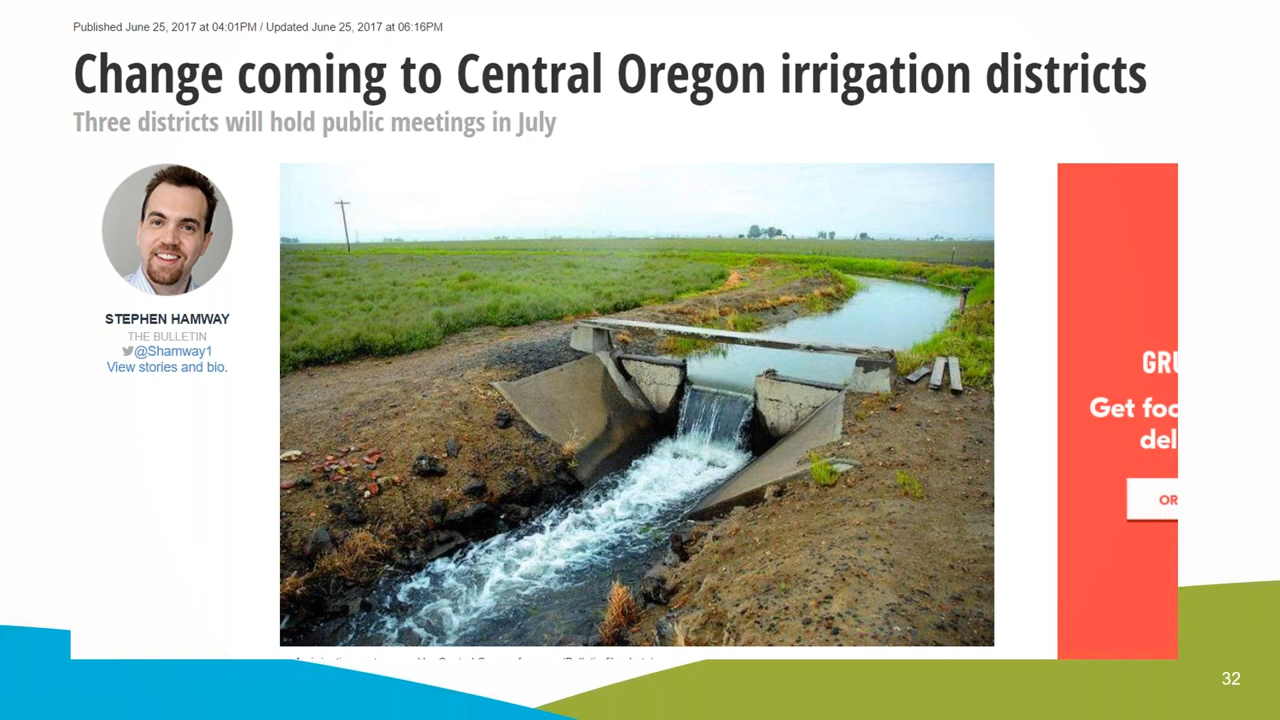 Published June 25, 2017 at 04:01PM / Updated June 25, 2017 at 06:16PM
Change coming to Central Oregon irrigation districts
Three districts will hold public meetings in July
STEPHEN HAMWAY
THE BULLETIN
@Shamway1
View stories and bio.
GRU
Get foo
del
OR
32